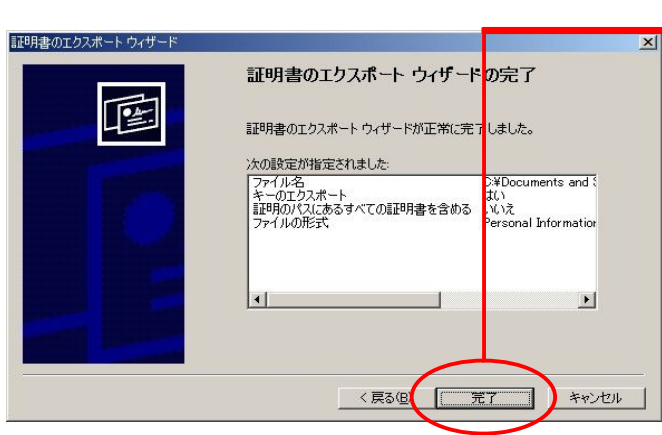 証明書のエクスポート ウィザード
証明書のエクスポート ウィザードの完了
証明書のエクスポート ウィザードが正常に完了しました。
次の設定が指定されました:
ファイル名 C:¥Documents and S
キーのエクスポート はい
証明のパスにあるすべての証明書を含める いいえ
ファイルの形式 Personal Information
< 戻る(B) 完了 キャンセル